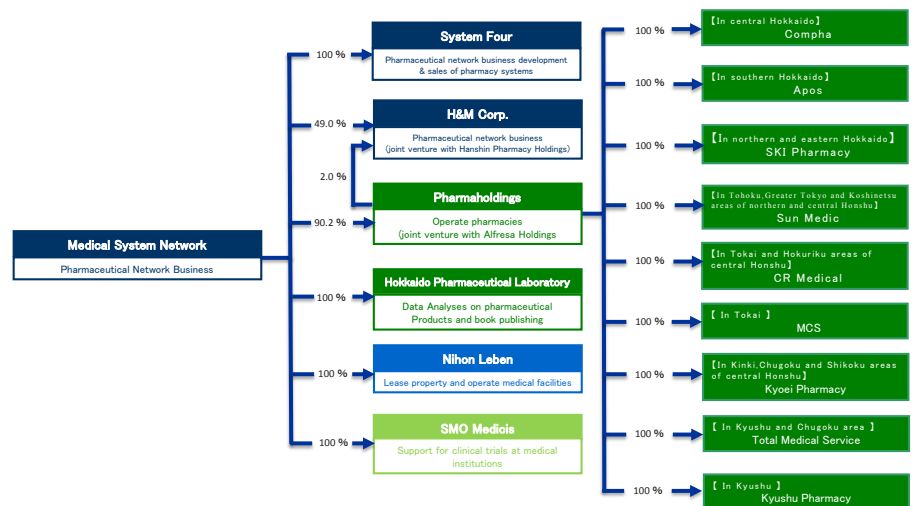 Medical System Network
Pharmaceutical Network Business
100 %
System Four
Pharmaceutical network business development
& sales of pharmacy systems
49.0 %
H&M Corp.
Pharmaceutical network business
(joint venture with Hanshin Pharmacy Holdings)
2.0 %
90.2 %
Pharmaholdings
Operate pharmacies
(joint venture with Alfresa Holdings
100 %
Hokkaido Pharmaceutical Laboratory
Data Analyses on pharmaceutical
Products and book publishing
100 %
Nihon Leben
Lease property and operate medical facilities
100 %
SMO Medicis
Support for clinical trials at medical
institutions
100 %
【In central Hokkaido】
Compha
100 %
【In southern Hokkaido】
Apos
100 %
【In northern and eastern Hokkaido】
SKI Pharmacy
100 %
【In Tohoku,Greater Tokyo and Koshinetsu
areas of northern and central Honshu】
Sun Medic
100 %
【In Tokai and Hokuriku areas of
central Honshu】
CR Medical
100 %
【 In Tokai 】
MCS
100 %
【In Kinki,Chugoku and Shikoku areas
of central Honshu】
Kyoei Pharmacy
100 %
【 In Kyushu and Chugoku area 】
Total Medical Service
100 %
【 In Kyushu 】
Kyushu Pharmacy